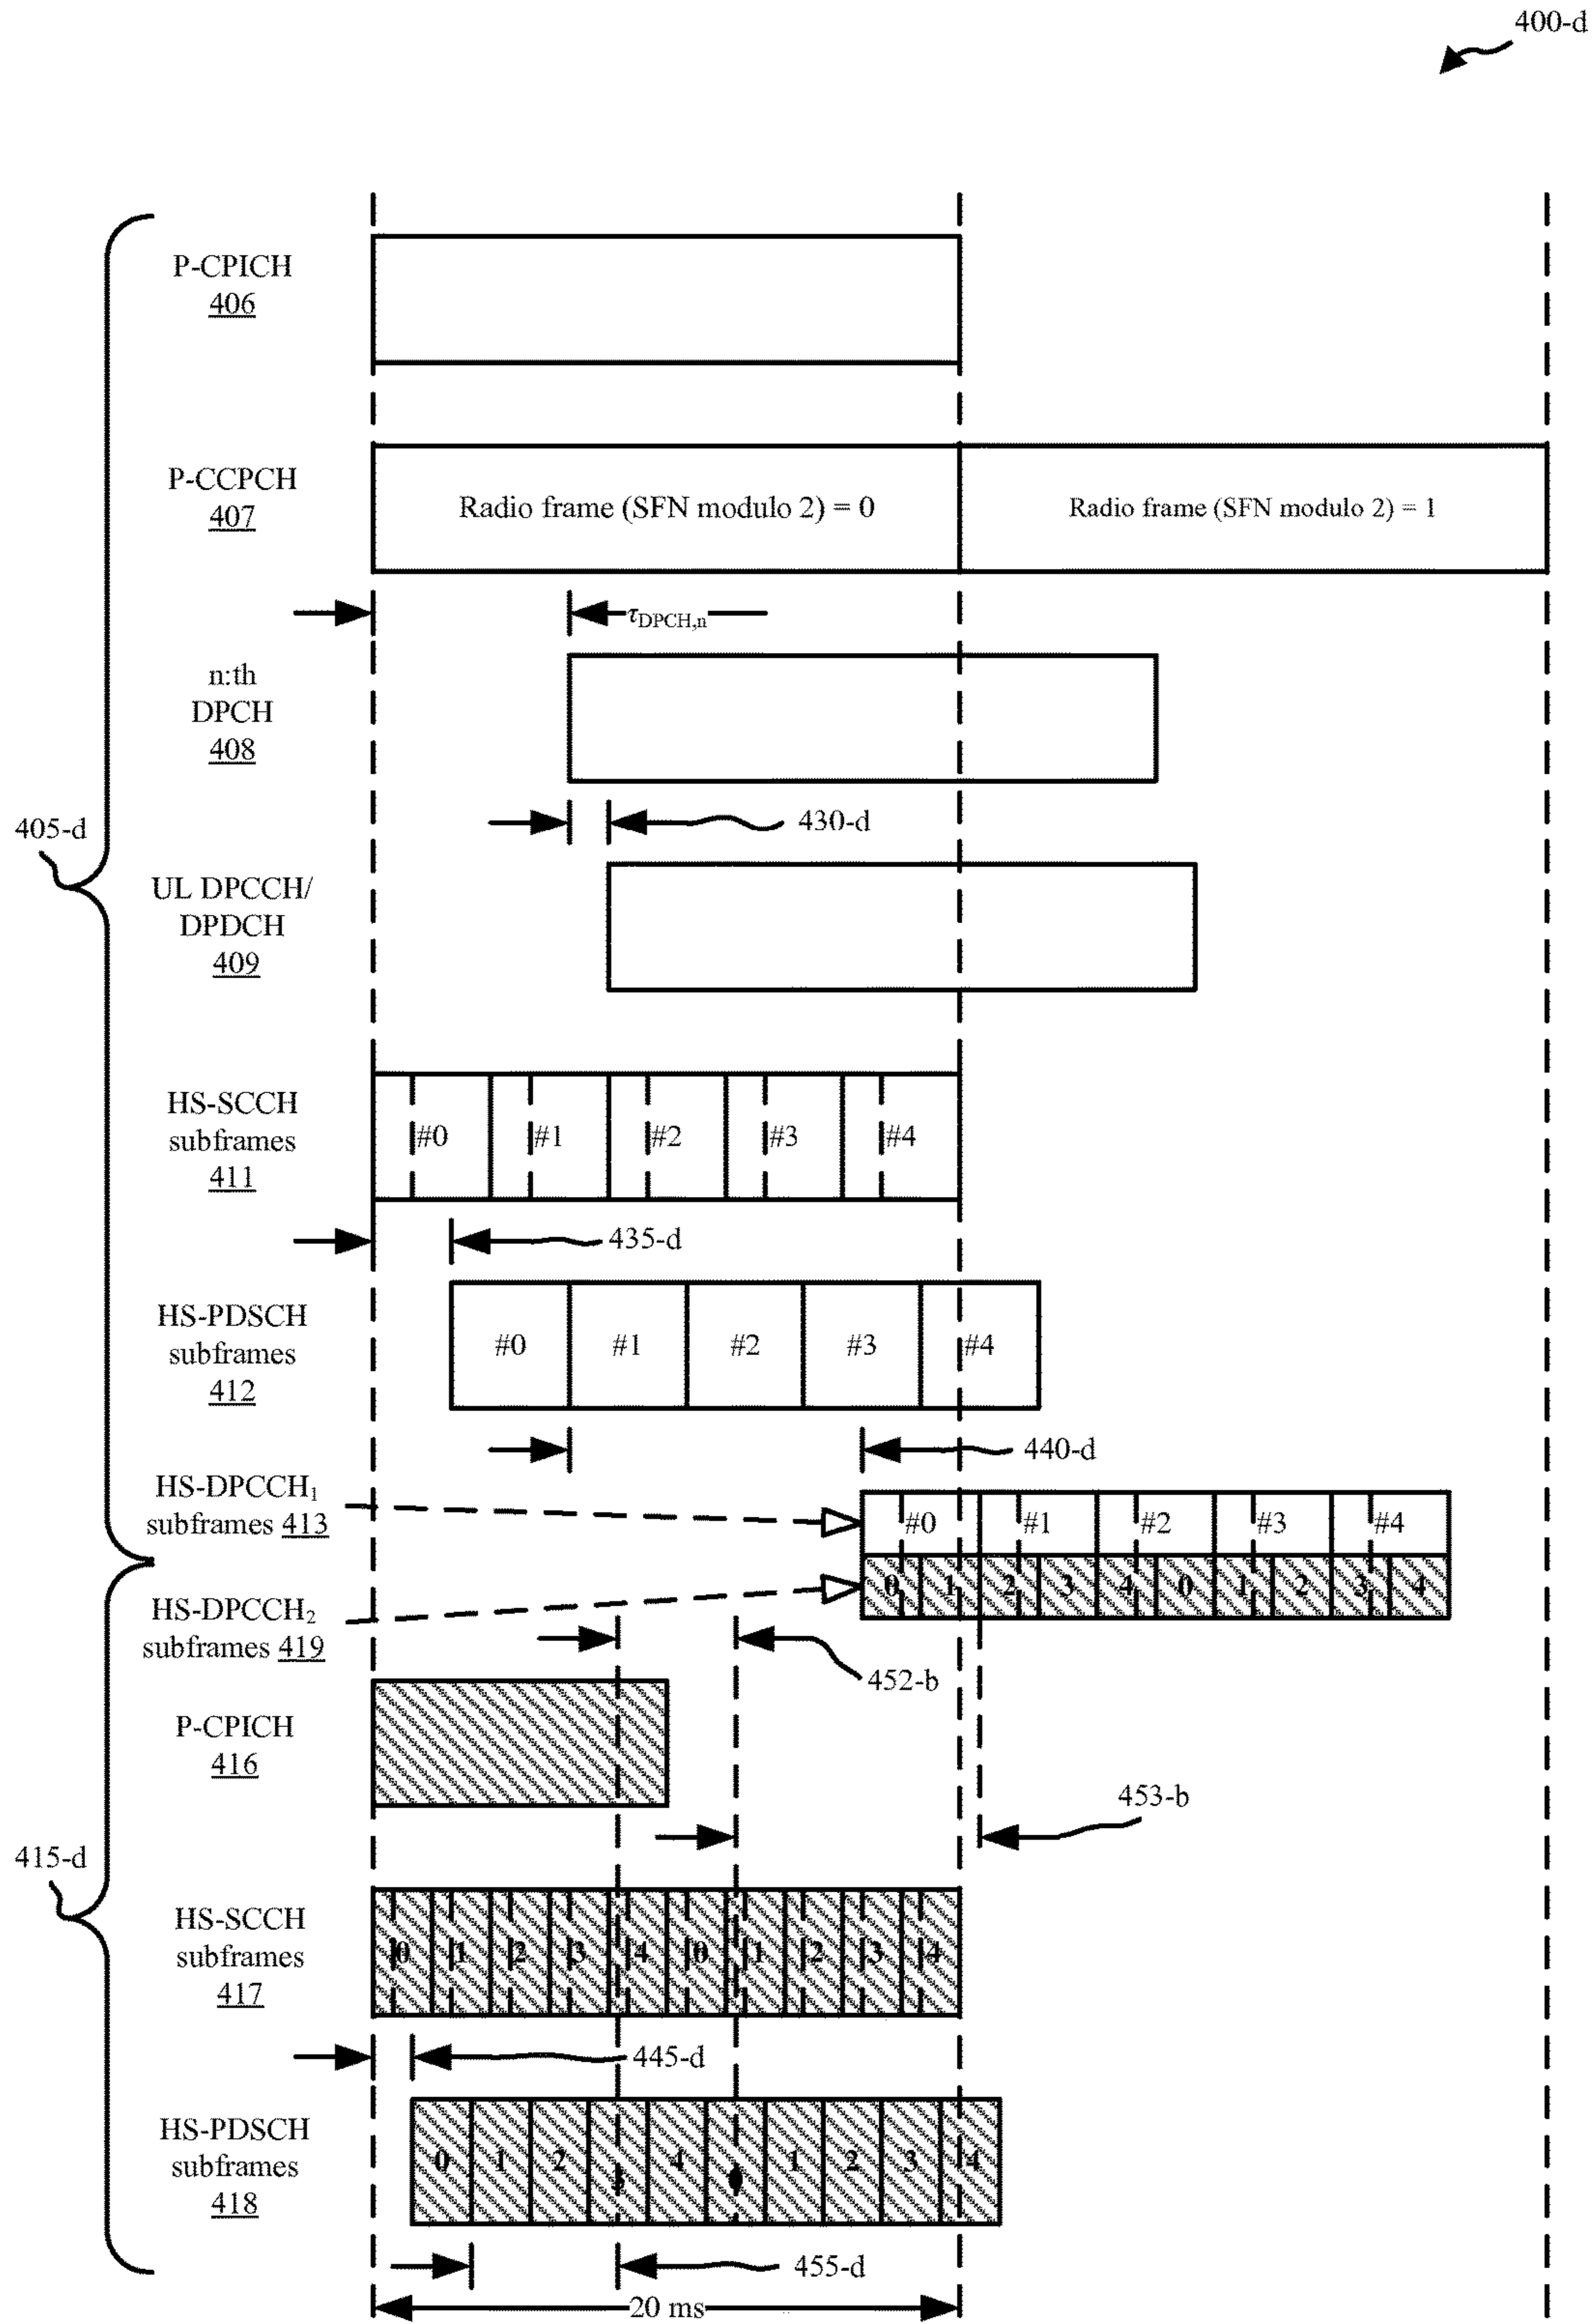 400-d
P-CPICH
406
P-CCPCH
407
Radio frame (SFN modulo 2) = 0
Radio frame (SFN modulo 2) = 1
τDPCH,n
n:th
DPCH
408
430-d
405-d
UL DPCCH/
DPDCH
409
HS-SCCH
subframes
411
#0 #1 #2 #3 #4
435-d
HS-PDSCH
subframes
412
#0 #1 #2 #3 #4
440-d
HS-DPCCH1
subframes 413
#0 #1 #2 #3 #4
HS-DPCCH2
subframes 419
0 1 2 3 4 0 1 2 3 4
452-b
P-CPICH
416
453-b
415-d
HS-SCCH
subframes
417
0 1 2 3 4 0 1 2 3 4
445-d
HS-PDSCH
subframes
418
0 1 2 3 4 0 1 2 3 4
455-d
20 ms